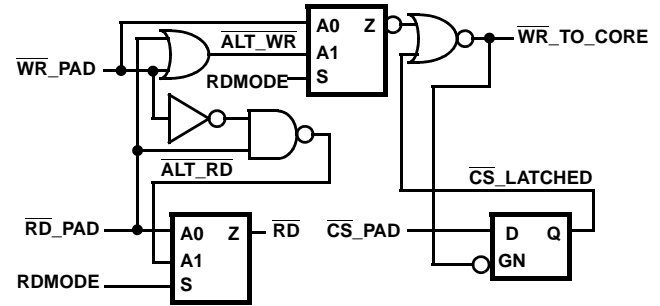 A0
Z
ALT_WR
A1
WR_TO_CORE
WR_PAD
RDMODE
S
ALT_RD
CS_LATCHED
RD_PAD
A0
Z
RD
CS_PAD
D
Q
A1
GN
RDMODE
S